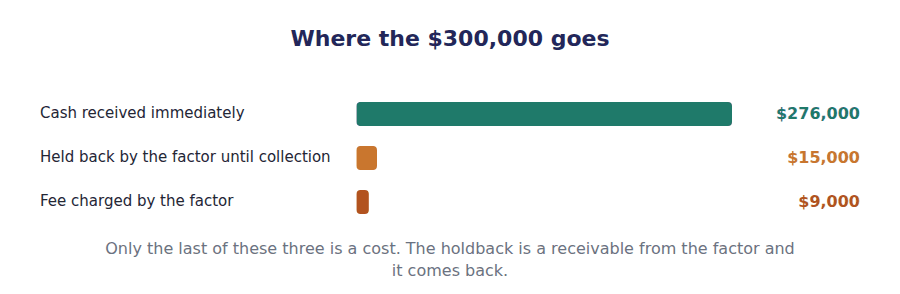 Where the $300,000 goes
Cash received immediately $276,000
Held back by the factor until collection $15,000
Fee charged by the factor $9,000
Only the last of these three is a cost. The holdback is a receivable from the factor and
it comes back.